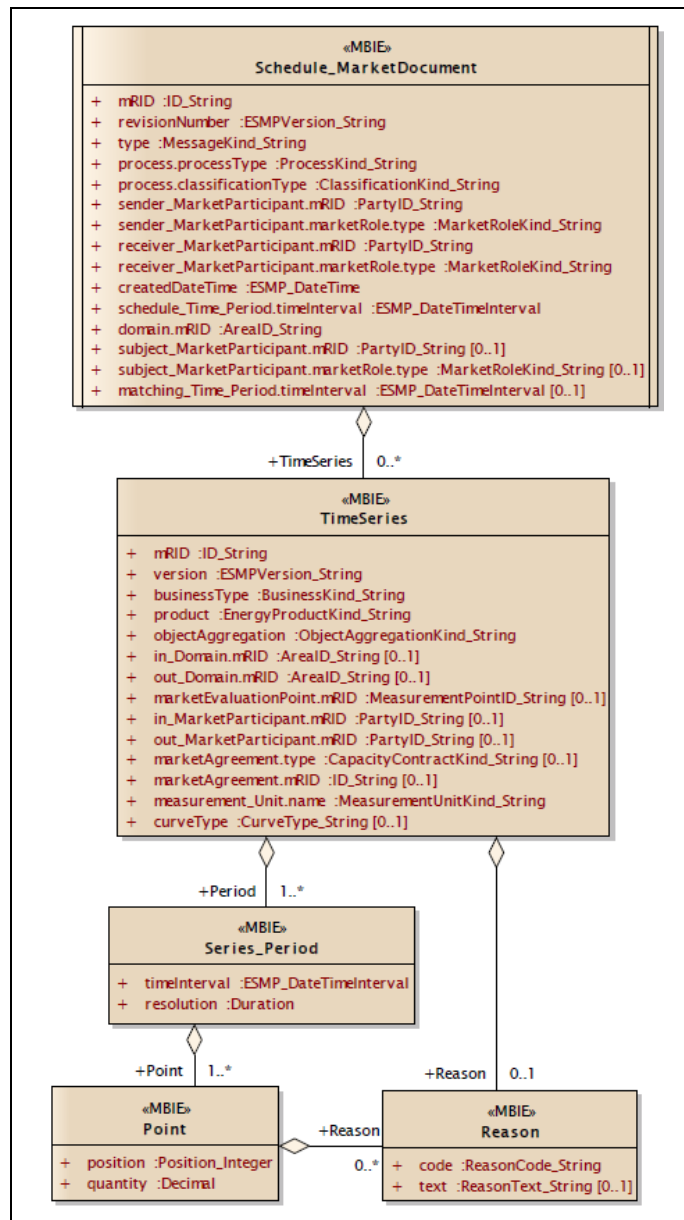 «MBIE»
Schedule_MarketDocument
+ mRID :ID_String
+ revisionNumber :ESMPVersion_String
+ type :MessageKind_String
+ process.processType :ProcessKind_String
+ process.classificationType :ClassificationKind_String
+ sender_MarketParticipant.mRID :PartyID_String
+ sender_MarketParticipant.marketRole.type :MarketRoleKind_String
+ receiver_MarketParticipant.mRID :PartyID_String
+ receiver_MarketParticipant.marketRole.type :MarketRoleKind_String
+ createdDateTime :ESMP_DateTime
+ schedule_Time_Period.timeInterval :ESMP_DateTimeInterval
+ domain.mRID :AreaID_String
+ subject_MarketParticipant.mRID :PartyID_String [0..1]
+ subject_MarketParticipant.marketRole.type :MarketRoleKind_String [0..1]
+ matching_Time_Period.timeInterval :ESMP_DateTimeInterval [0..1]
+TimeSeries 0..*
«MBIE»
TimeSeries
+ mRID :ID_String
+ version :ESMPVersion_String
+ businessType :BusinessKind_String
+ product :EnergyProductKind_String
+ objectAggregation :ObjectAggregationKind_String
+ in_Domain.mRID :AreaID_String [0..1]
+ out_Domain.mRID :AreaID_String [0..1]
+ marketEvaluationPoint.mRID :MeasurementPointID_String [0..1]
+ in_MarketParticipant.mRID :PartyID_String [0..1]
+ out_MarketParticipant.mRID :PartyID_String [0..1]
+ marketAgreement.type :CapacityContractKind_String [0..1]
+ marketAgreement.mRID :ID_String [0..1]
+ measurement_Unit.name :MeasurementUnitKind_String
+ curveType :CurveType_String [0..1]
+Period 1..*
«MBIE»
Series_Period
+ timeInterval :ESMP_DateTimeInterval
+ resolution :Duration
+Point 1..*
+Reason 0..1
«MBIE»
Point
+ position :Position_Integer
+ quantity :Decimal
+Reason
0..*
«MBIE»
Reason
+ code :ReasonCode_String
+ text :ReasonText_String [0..1]